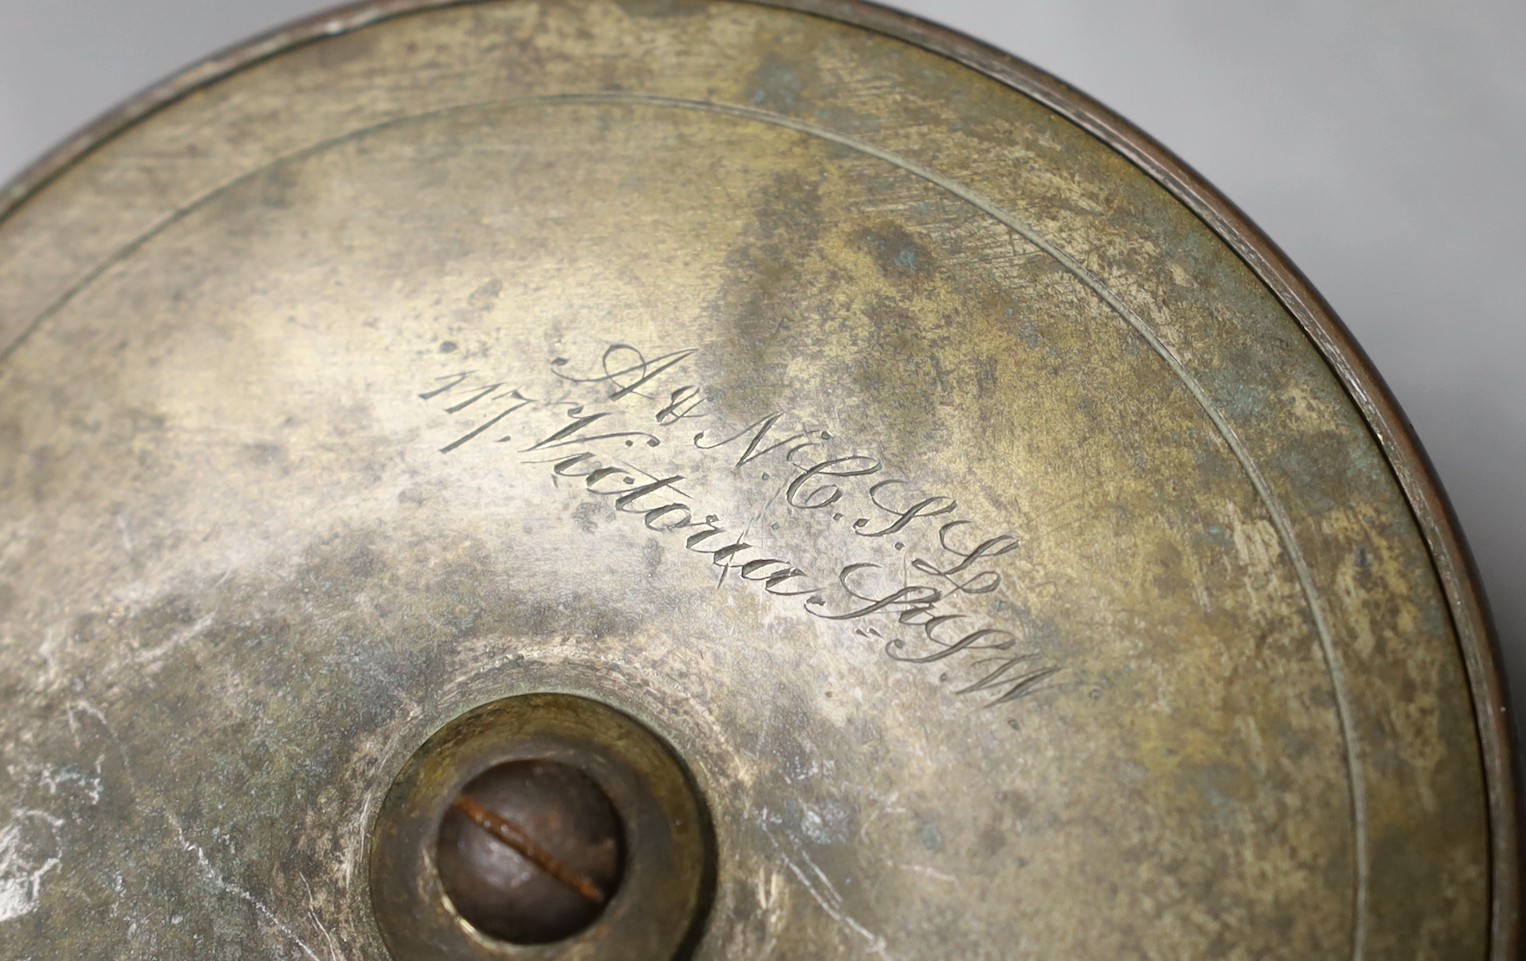 A & N. C. S. L.
117. Victoria St. S.W.